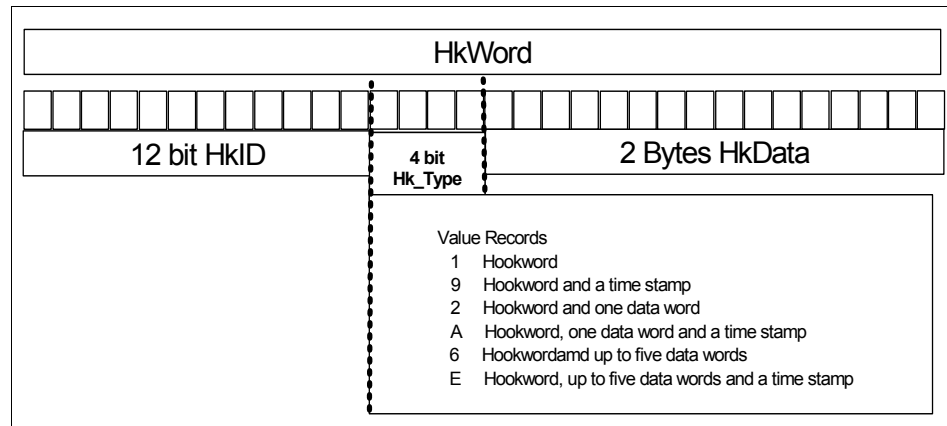 HkWord
12 bit HkID
4 bit
Hk_Type
2 Bytes HkData
Value Records
1 Hookword
9 Hookword and a time stamp
2 Hookword and one data word
A Hookword, one data word and a time stamp
6 Hookwordamd up to five data words
E Hookword, up to five data words and a time stamp